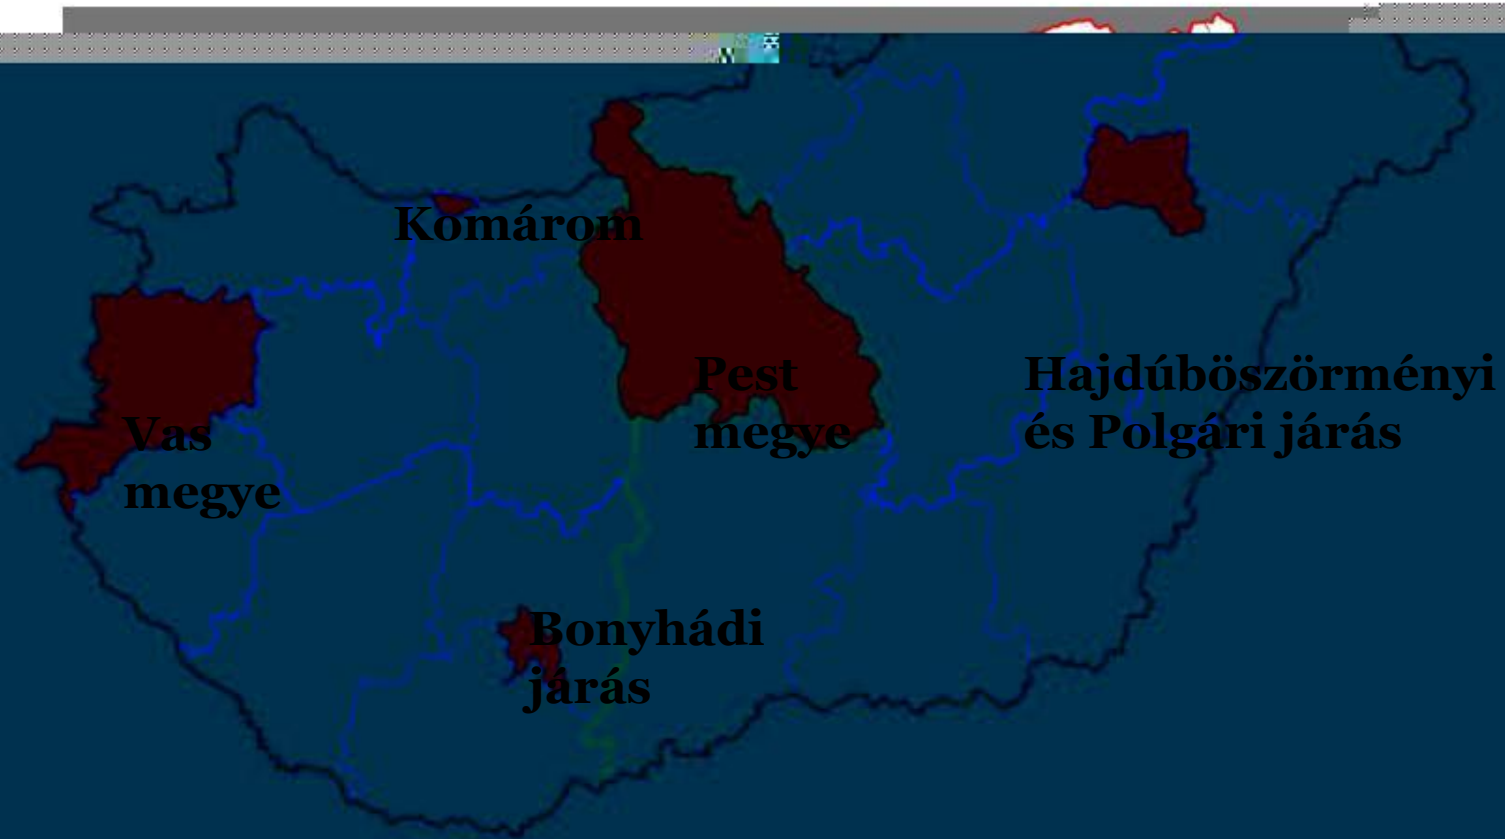 Komárom
Pest
megye
Hajdúböszörményi
és Polgári járás
Vas
megye
Bonyhádi
járás